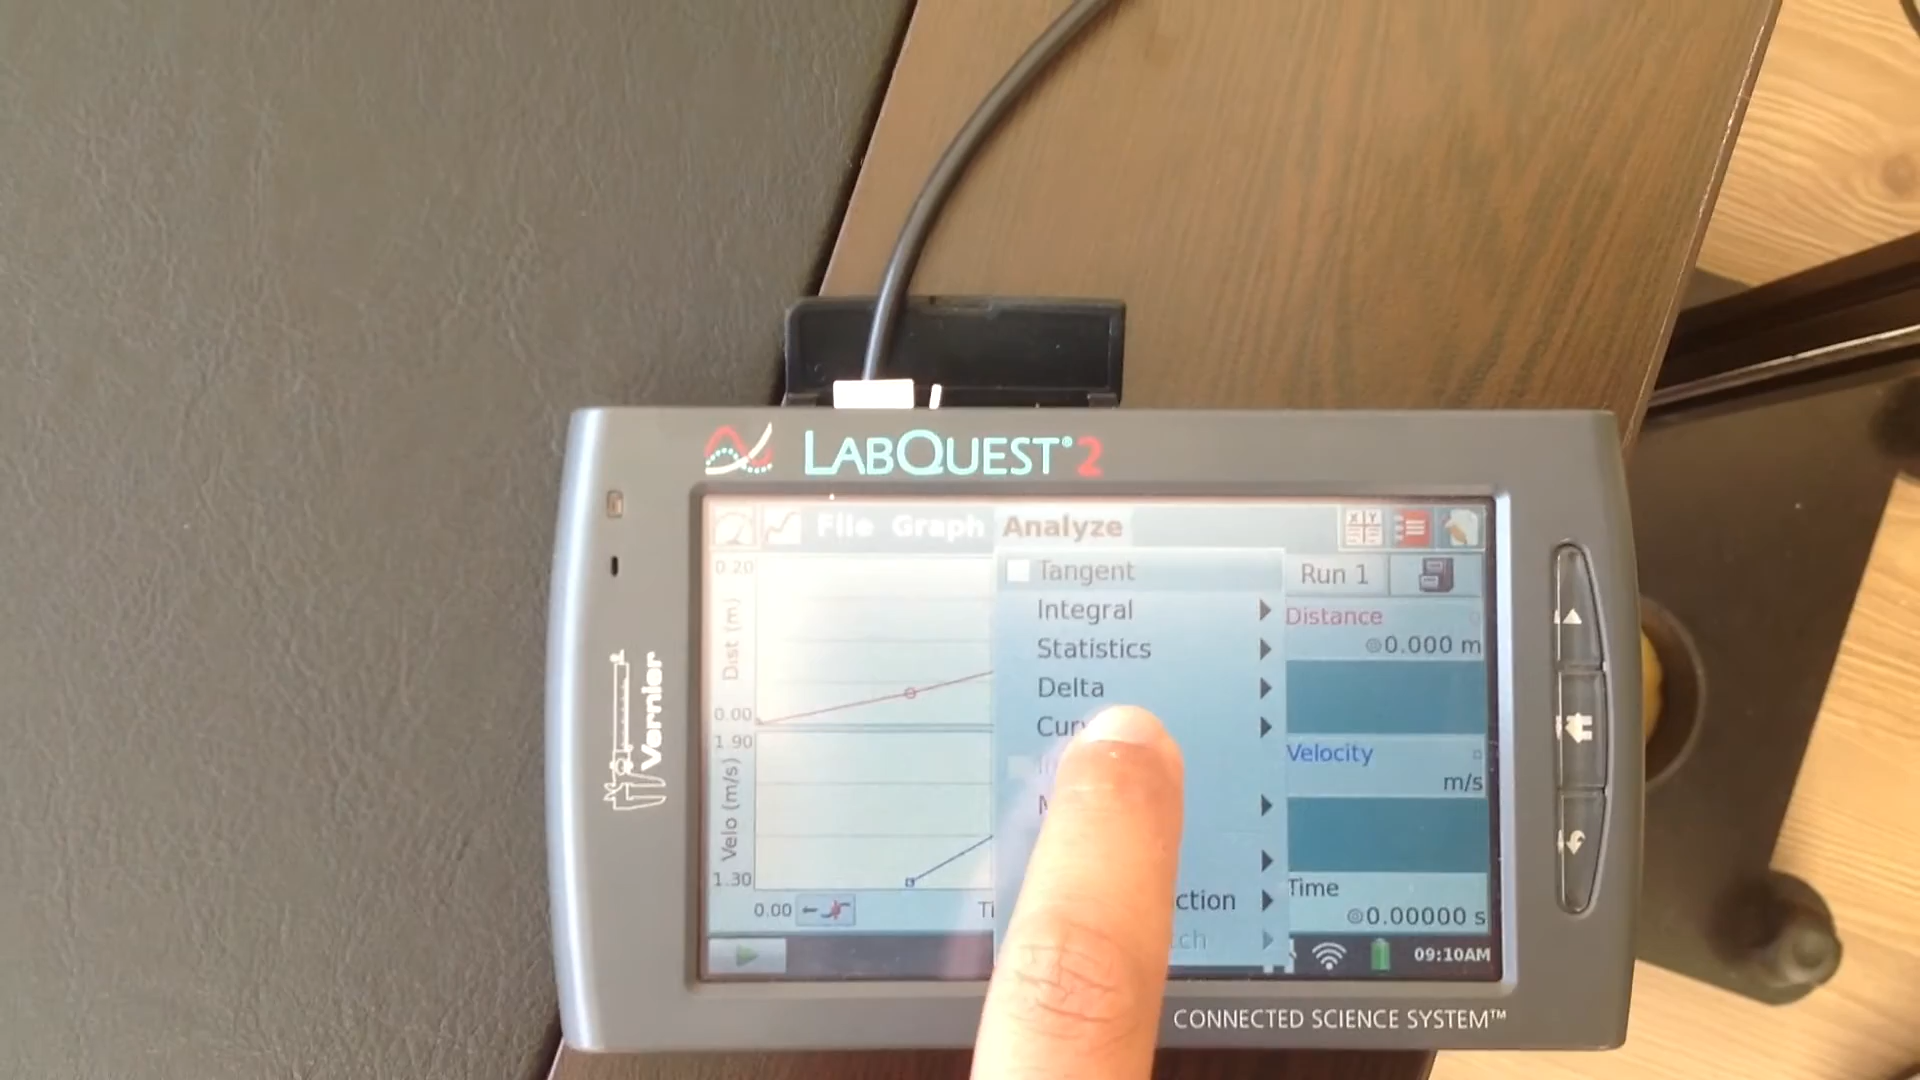 LABQUEST® 2
File Graph Analyze
Tangent
Integral
Statistics
Delta
Run 1
Distance
0.000 m
Velocity
m/s
Time
0.00000 s
0.20
Dist (m)
0.00
1.90
Velo (m/s)
1.30
0.00
09:10AM
Vernier
CONNECTED SCIENCE SYSTEM™
X Y